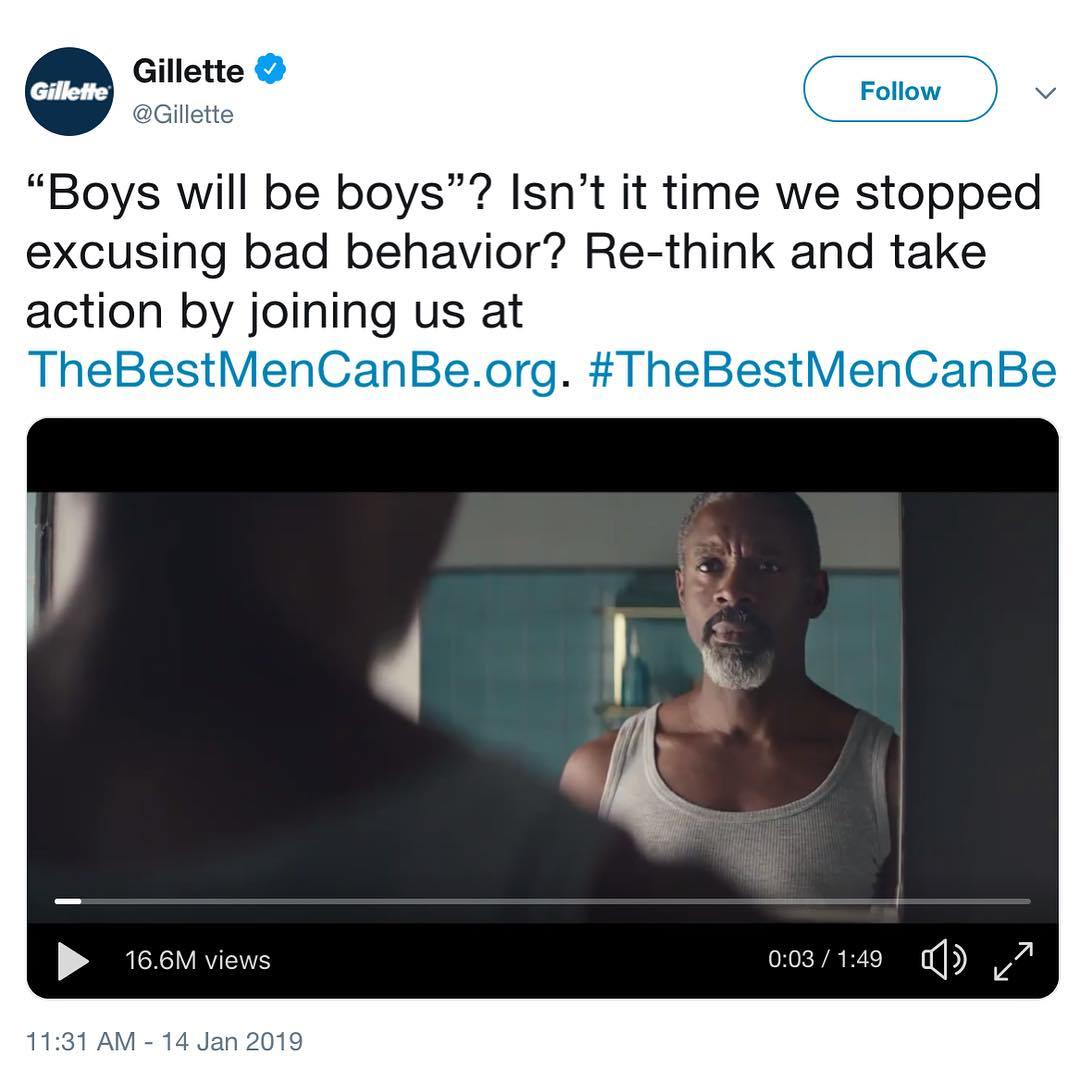 Gillette
Gillette
@Gillette
Follow
“Boys will be boys”? Isn’t it time we stopped
excusing bad behavior? Re-think and take
action by joining us at
TheBestMenCanBe.org. #TheBestMenCanBe
16.6M views
0:03 / 1:49
11:31 AM - 14 Jan 2019